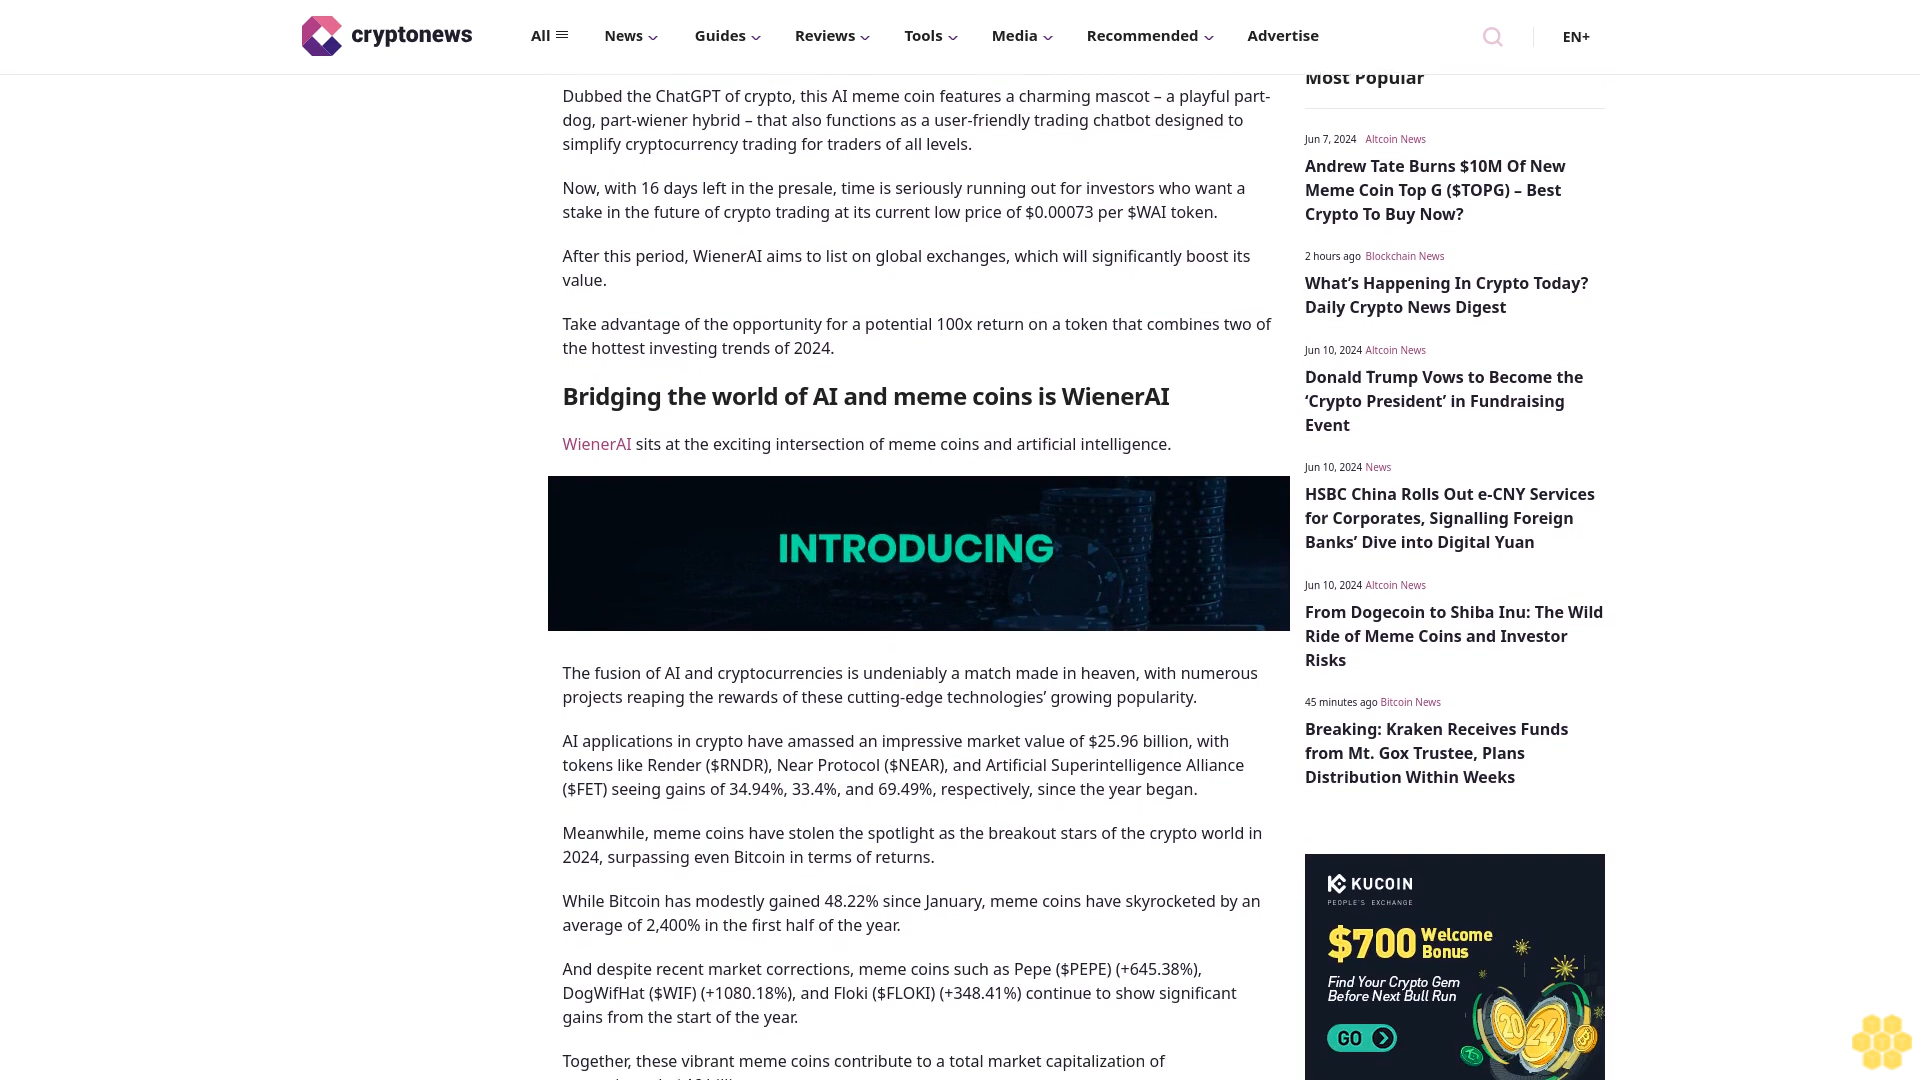 cryptonews
All
News
Guides
Reviews
Tools
Media
Recommended
Advertise
EN+
Dubbed the ChatGPT of crypto, this AI meme coin features a charming mascot – a playful part-
dog, part-wiener hybrid – that also functions as a user-friendly trading chatbot designed to
simplify cryptocurrency trading for traders of all levels.
Now, with 16 days left in the presale, time is seriously running out for investors who want a
stake in the future of crypto trading at its current low price of $0.00073 per $WAI token.
After this period, WienerAI aims to list on global exchanges, which will significantly boost its
value.
Take advantage of the opportunity for a potential 100x return on a token that combines two of
the hottest investing trends of 2024.
Bridging the world of AI and meme coins is WienerAI
WienerAI sits at the exciting intersection of meme coins and artificial intelligence.
INTRODUCING
The fusion of AI and cryptocurrencies is undeniably a match made in heaven, with numerous
projects reaping the rewards of these cutting-edge technologies’ growing popularity.
AI applications in crypto have amassed an impressive market value of $25.96 billion, with
tokens like Render ($RNDR), Near Protocol ($NEAR), and Artificial Superintelligence Alliance
($FET) seeing gains of 34.94%, 33.4%, and 69.49%, respectively, since the year began.
Meanwhile, meme coins have stolen the spotlight as the breakout stars of the crypto world in
2024, surpassing even Bitcoin in terms of returns.
While Bitcoin has modestly gained 48.22% since January, meme coins have skyrocketed by an
average of 2,400% in the first half of the year.
And despite recent market corrections, meme coins such as Pepe ($PEPE) (+645.38%),
DogWifHat ($WIF) (+1080.18%), and Floki ($FLOKI) (+348.41%) continue to show significant
gains from the start of the year.
Together, these vibrant meme coins contribute to a total market capitalization of
Most Popular
Jun 7, 2024 Altcoin News
Andrew Tate Burns $10M Of New
Meme Coin Top G ($TOPG) – Best
Crypto To Buy Now?
2 hours ago Blockchain News
What’s Happening In Crypto Today?
Daily Crypto News Digest
Jun 10, 2024 Altcoin News
Donald Trump Vows to Become the
‘Crypto President’ in Fundraising
Event
Jun 10, 2024 News
HSBC China Rolls Out e-CNY Services
for Corporates, Signalling Foreign
Banks’ Dive into Digital Yuan
Jun 10, 2024 Altcoin News
From Dogecoin to Shiba Inu: The Wild
Ride of Meme Coins and Investor
Risks
45 minutes ago Bitcoin News
Breaking: Kraken Receives Funds
from Mt. Gox Trustee, Plans
Distribution Within Weeks
KUCOIN
PEOPLE'S EXCHANGE
$700 Welcome
Bonus
Find Your Crypto Gem
Before Next Bull Run
GO
20 24